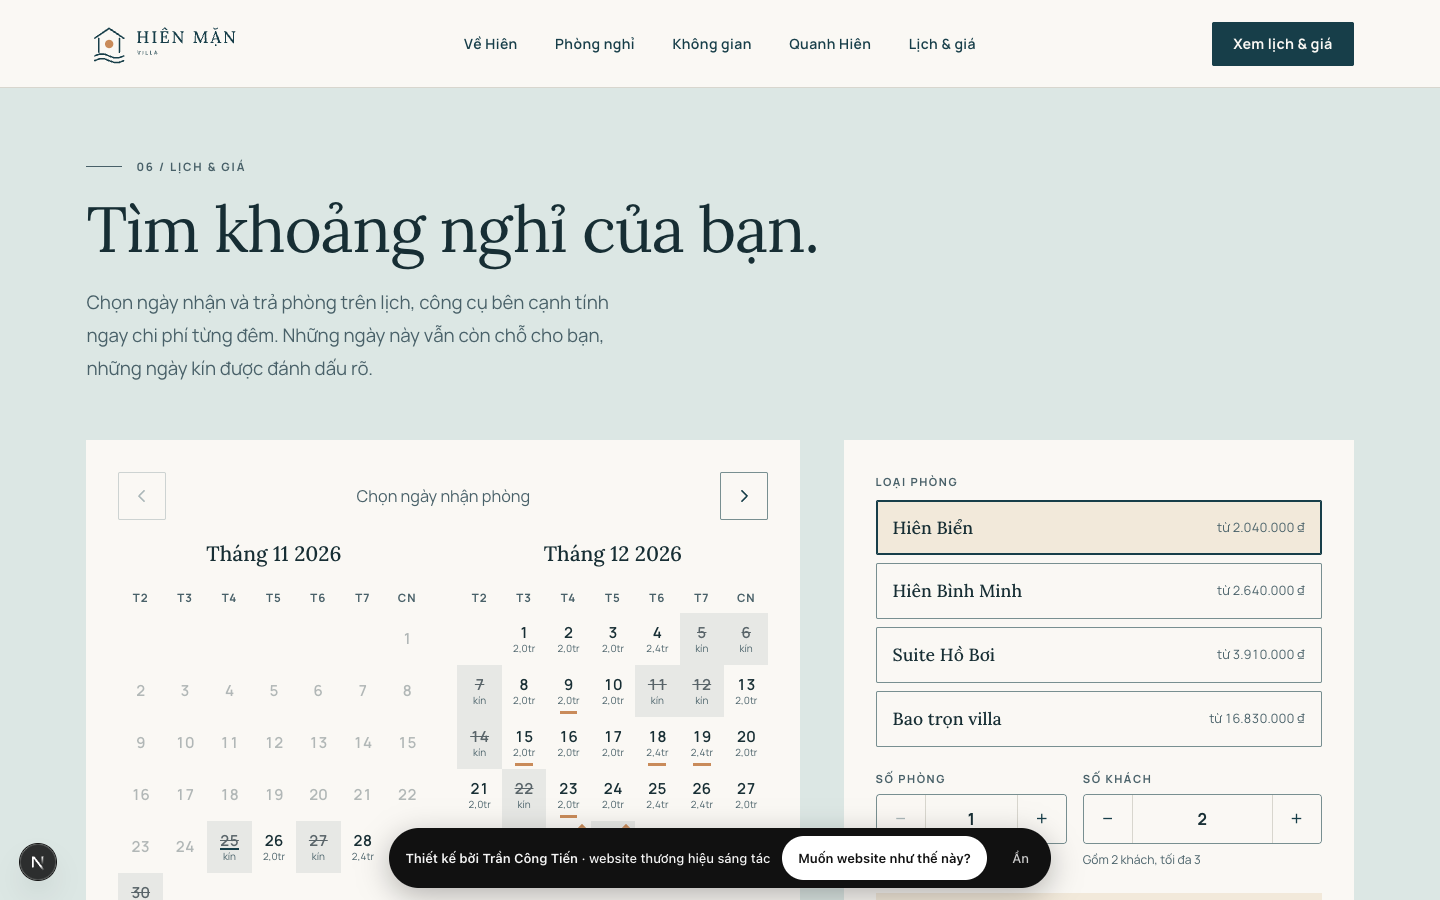 HIÊN MẶN
VILLA
Về Hiên
Phòng nghỉ
Không gian
Quanh Hiên
Lịch & giá
Xem lịch & giá
06 / LỊCH & GIÁ
Tìm khoảng nghỉ của bạn.
Chọn ngày nhận và trả phòng trên lịch, công cụ bên cạnh tính
ngay chi phí từng đêm. Những ngày này vẫn còn chỗ cho bạn,
những ngày kín được đánh dấu rõ.
Chọn ngày nhận phòng
Tháng 11 2026
T2 T3 T4 T5 T6 T7 CN
1
2 3 4 5 6 7 8
9 10 11 12 13 14 15
16 17 18 19 20 21 22
23 24 25 26 27 28
kín 2,0tr kín 2,4tr
30
Tháng 12 2026
T2 T3 T4 T5 T6 T7 CN
1 2 3 4 5 6
2,0tr 2,0tr 2,0tr 2,4tr kín kín
7 8 9 10 11 12 13
kín 2,0tr 2,0tr 2,0tr kín kín 2,0tr
14 15 16 17 18 19 20
kín 2,0tr 2,0tr 2,0tr 2,4tr 2,4tr 2,0tr
21 22 23 24 25 26 27
2,0tr kín 2,0tr 2,0tr 2,4tr 2,4tr 2,0tr
LOẠI PHÒNG
Hiên Biển từ 2.040.000 ₫
Hiên Bình Minh từ 2.640.000 ₫
Suite Hồ Bơi từ 3.910.000 ₫
Bao trọn villa từ 16.830.000 ₫
SỐ PHÒNG
− 1 +
SỐ KHÁCH
− 2 +
Gồm 2 khách, tối đa 3
Thiết kế bởi Trần Công Tiến · website thương hiệu sáng tác
Muốn website như thế này?
Ẩn
N